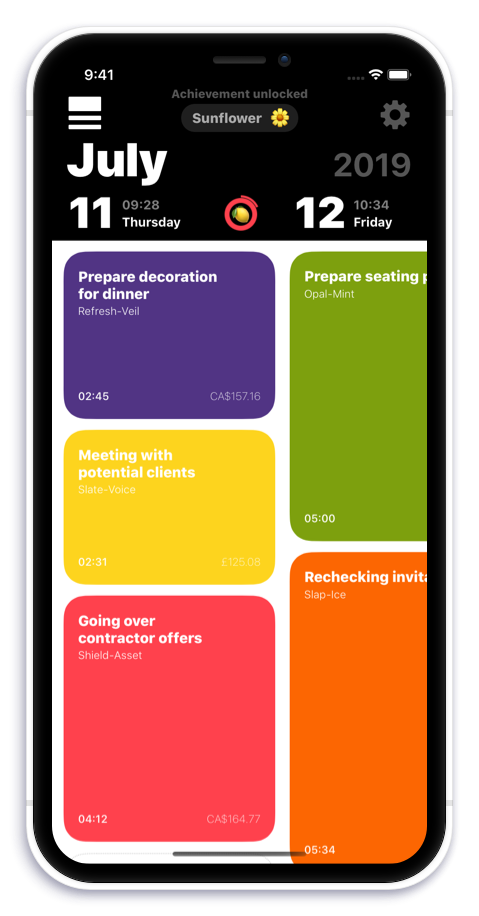 9:41
Achievement unlocked
Sunflower
July
2019
11
09:28
Thursday
12
10:34
Friday
Prepare decoration
for dinner
Refresh-Veil
02:45
CA$157.16
Meeting with
potential clients
Slate-Voice
02:31
£125.08
Going over
contractor offers
Shield-Asset
04:12
CA$164.77
Prepare seating
Opal-Mint
05:00
Rechecking invita
Slap-Ice
05:34